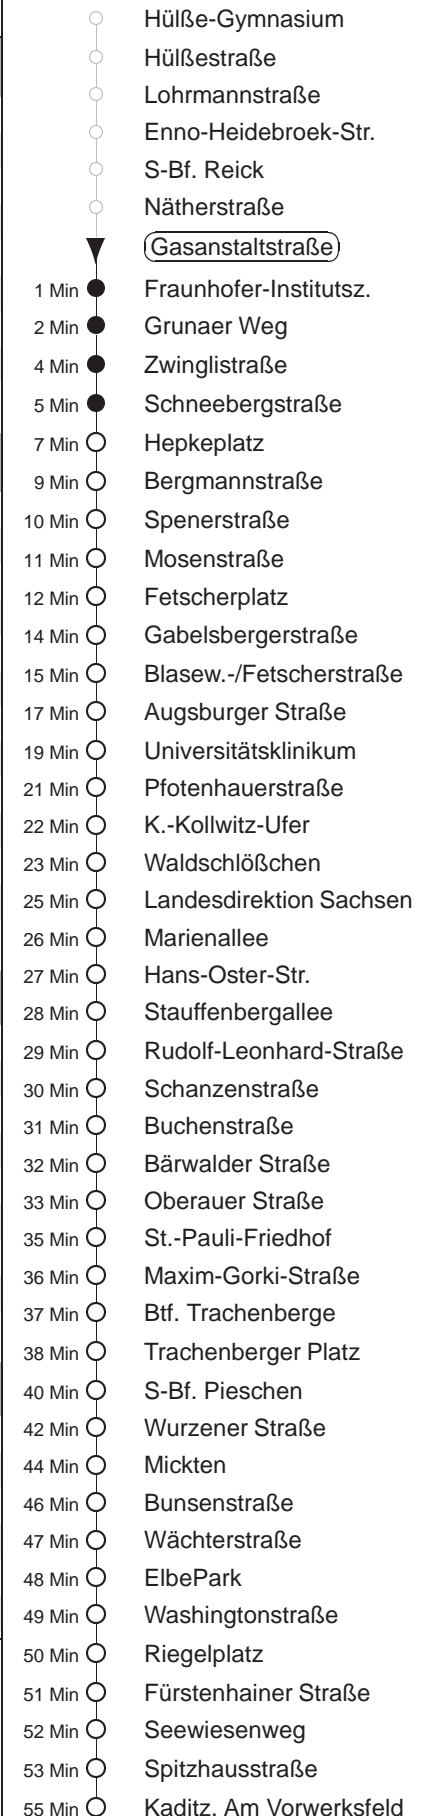 Hülße-Gymnasium
Hülßestraße
Lohrmannstraße
Enno-Heidebroek-Str.
S-Bf. Reick
Nätherstraße
Gasanstaltstraße
1 Min Fraunhofer-Institutsz.
2 Min Grunaer Weg
4 Min Zwinglistraße
5 Min Schneebergstraße
7 Min Hepkeplatz
9 Min Bergmannstraße
10 Min Spenerstraße
11 Min Mosenstraße
12 Min Fetscherplatz
14 Min Gabelsbergerstraße
15 Min Blasew.-/Fetscherstraße
17 Min Augsburger Straße
19 Min Universitätsklinikum
21 Min Pfotenhauerstraße
22 Min K.-Kollwitz-Ufer
23 Min Waldschlößchen
25 Min Landesdirektion Sachsen
26 Min Marienallee
27 Min Hans-Oster-Str.
28 Min Stauffenbergallee
29 Min Rudolf-Leonhard-Straße
30 Min Schanzenstraße
31 Min Buchenstraße
32 Min Bärwalder Straße
33 Min Oberauer Straße
35 Min St.-Pauli-Friedhof
36 Min Maxim-Gorki-Straße
37 Min Btf. Trachenberge
38 Min Trachenberger Platz
40 Min S-Bf. Pieschen
42 Min Wurzener Straße
44 Min Mickten
46 Min Bunsenstraße
47 Min Wächterstraße
48 Min ElbePark
49 Min Washingtonstraße
50 Min Riegelplatz
51 Min Fürstenhainer Straße
52 Min Seewiesenweg
53 Min Spitzhausstraße
55 Min Kaditz, Am Vorwerksfeld